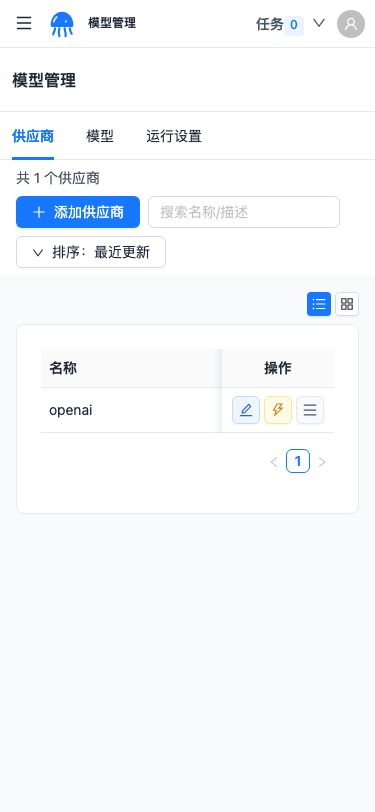 模型管理
任务 0
模型管理
供应商 模型 运行设置
共 1 个供应商
添加供应商 搜索名称/描述
排序： 最近更新
名称 操作
openai
1